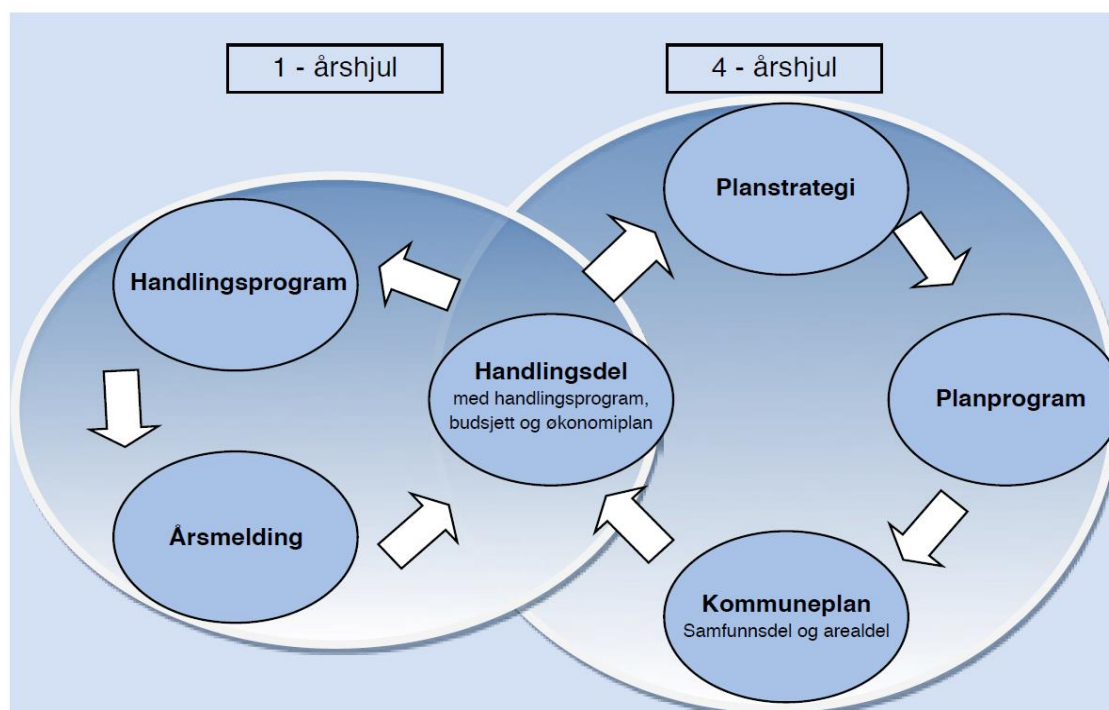 1 - årshjul
4 - årshjul
Planstrategi
Handlingsprogram
Handlingsdel
med handlingsprogram,
budsjett og økonomiplan
Planprogram
Årsmelding
Kommuneplan
Samfunnsdel og arealdel